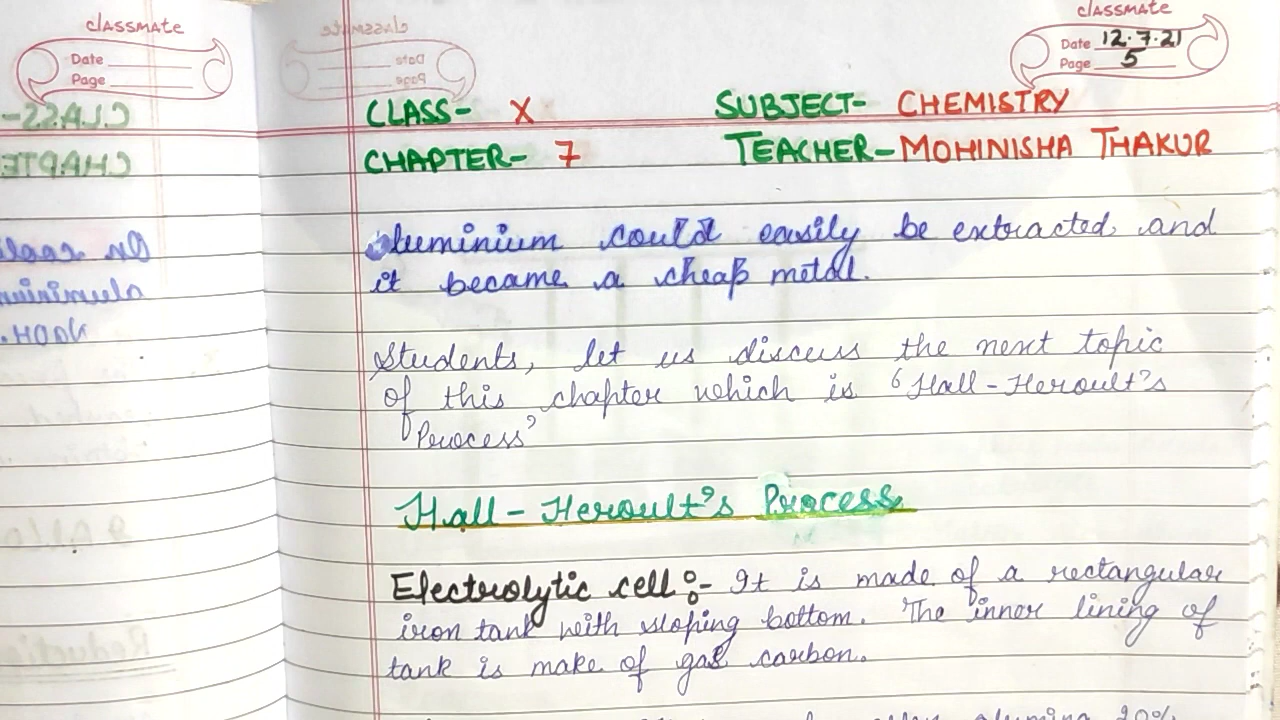 classmate
Date
Page
classmate
Date 12.7.21
Page 5
CLASS- X SUBJECT- CHEMISTRY
CHAPTER- 7 TEACHER- MOHINISHA THAKUR
aluminium could easily be extracted and
it became a cheap metal.
Students, let us discuss the next topic
of this chapter which is 'Hall-Heroult's
Process'
Hall-Heroult's Process
Electrolytic cell:- It is made of a rectangular
iron tank with sloping bottom. The inner lining of
tank is make of gas carbon.
alumina 20%